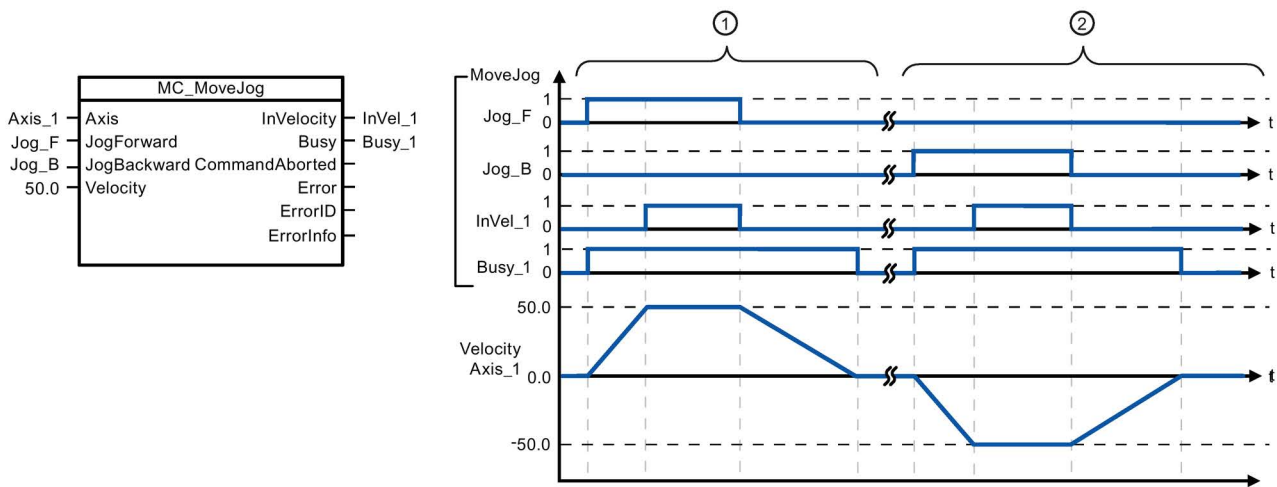 MC_MoveJog
Axis_1 Axis InVelocity InVel_1
Jog_F JogForward Busy Busy_1
Jog_B JogBackward CommandAborted
50.0 Velocity Error
ErrorID
ErrorInfo
1 2
MoveJog
1
Jog_F
0 t
1
Jog_B
0 t
1
InVel_1
0 t
1
Busy_1
0 t
50.0
Velocity
Axis_1
0.0 t
-50.0